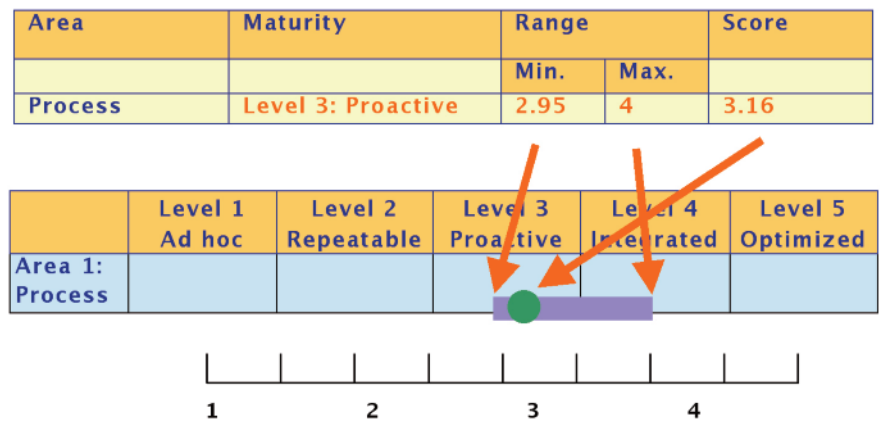 Area Maturity Range Score
Min. Max.
Process Level 3: Proactive 2.95 4 3.16
Level 1 Level 2 Level 3 Level 4 Level 5
Ad hoc Repeatable Proactive Integrated Optimized
Area 1:
Process
1 2 3 4